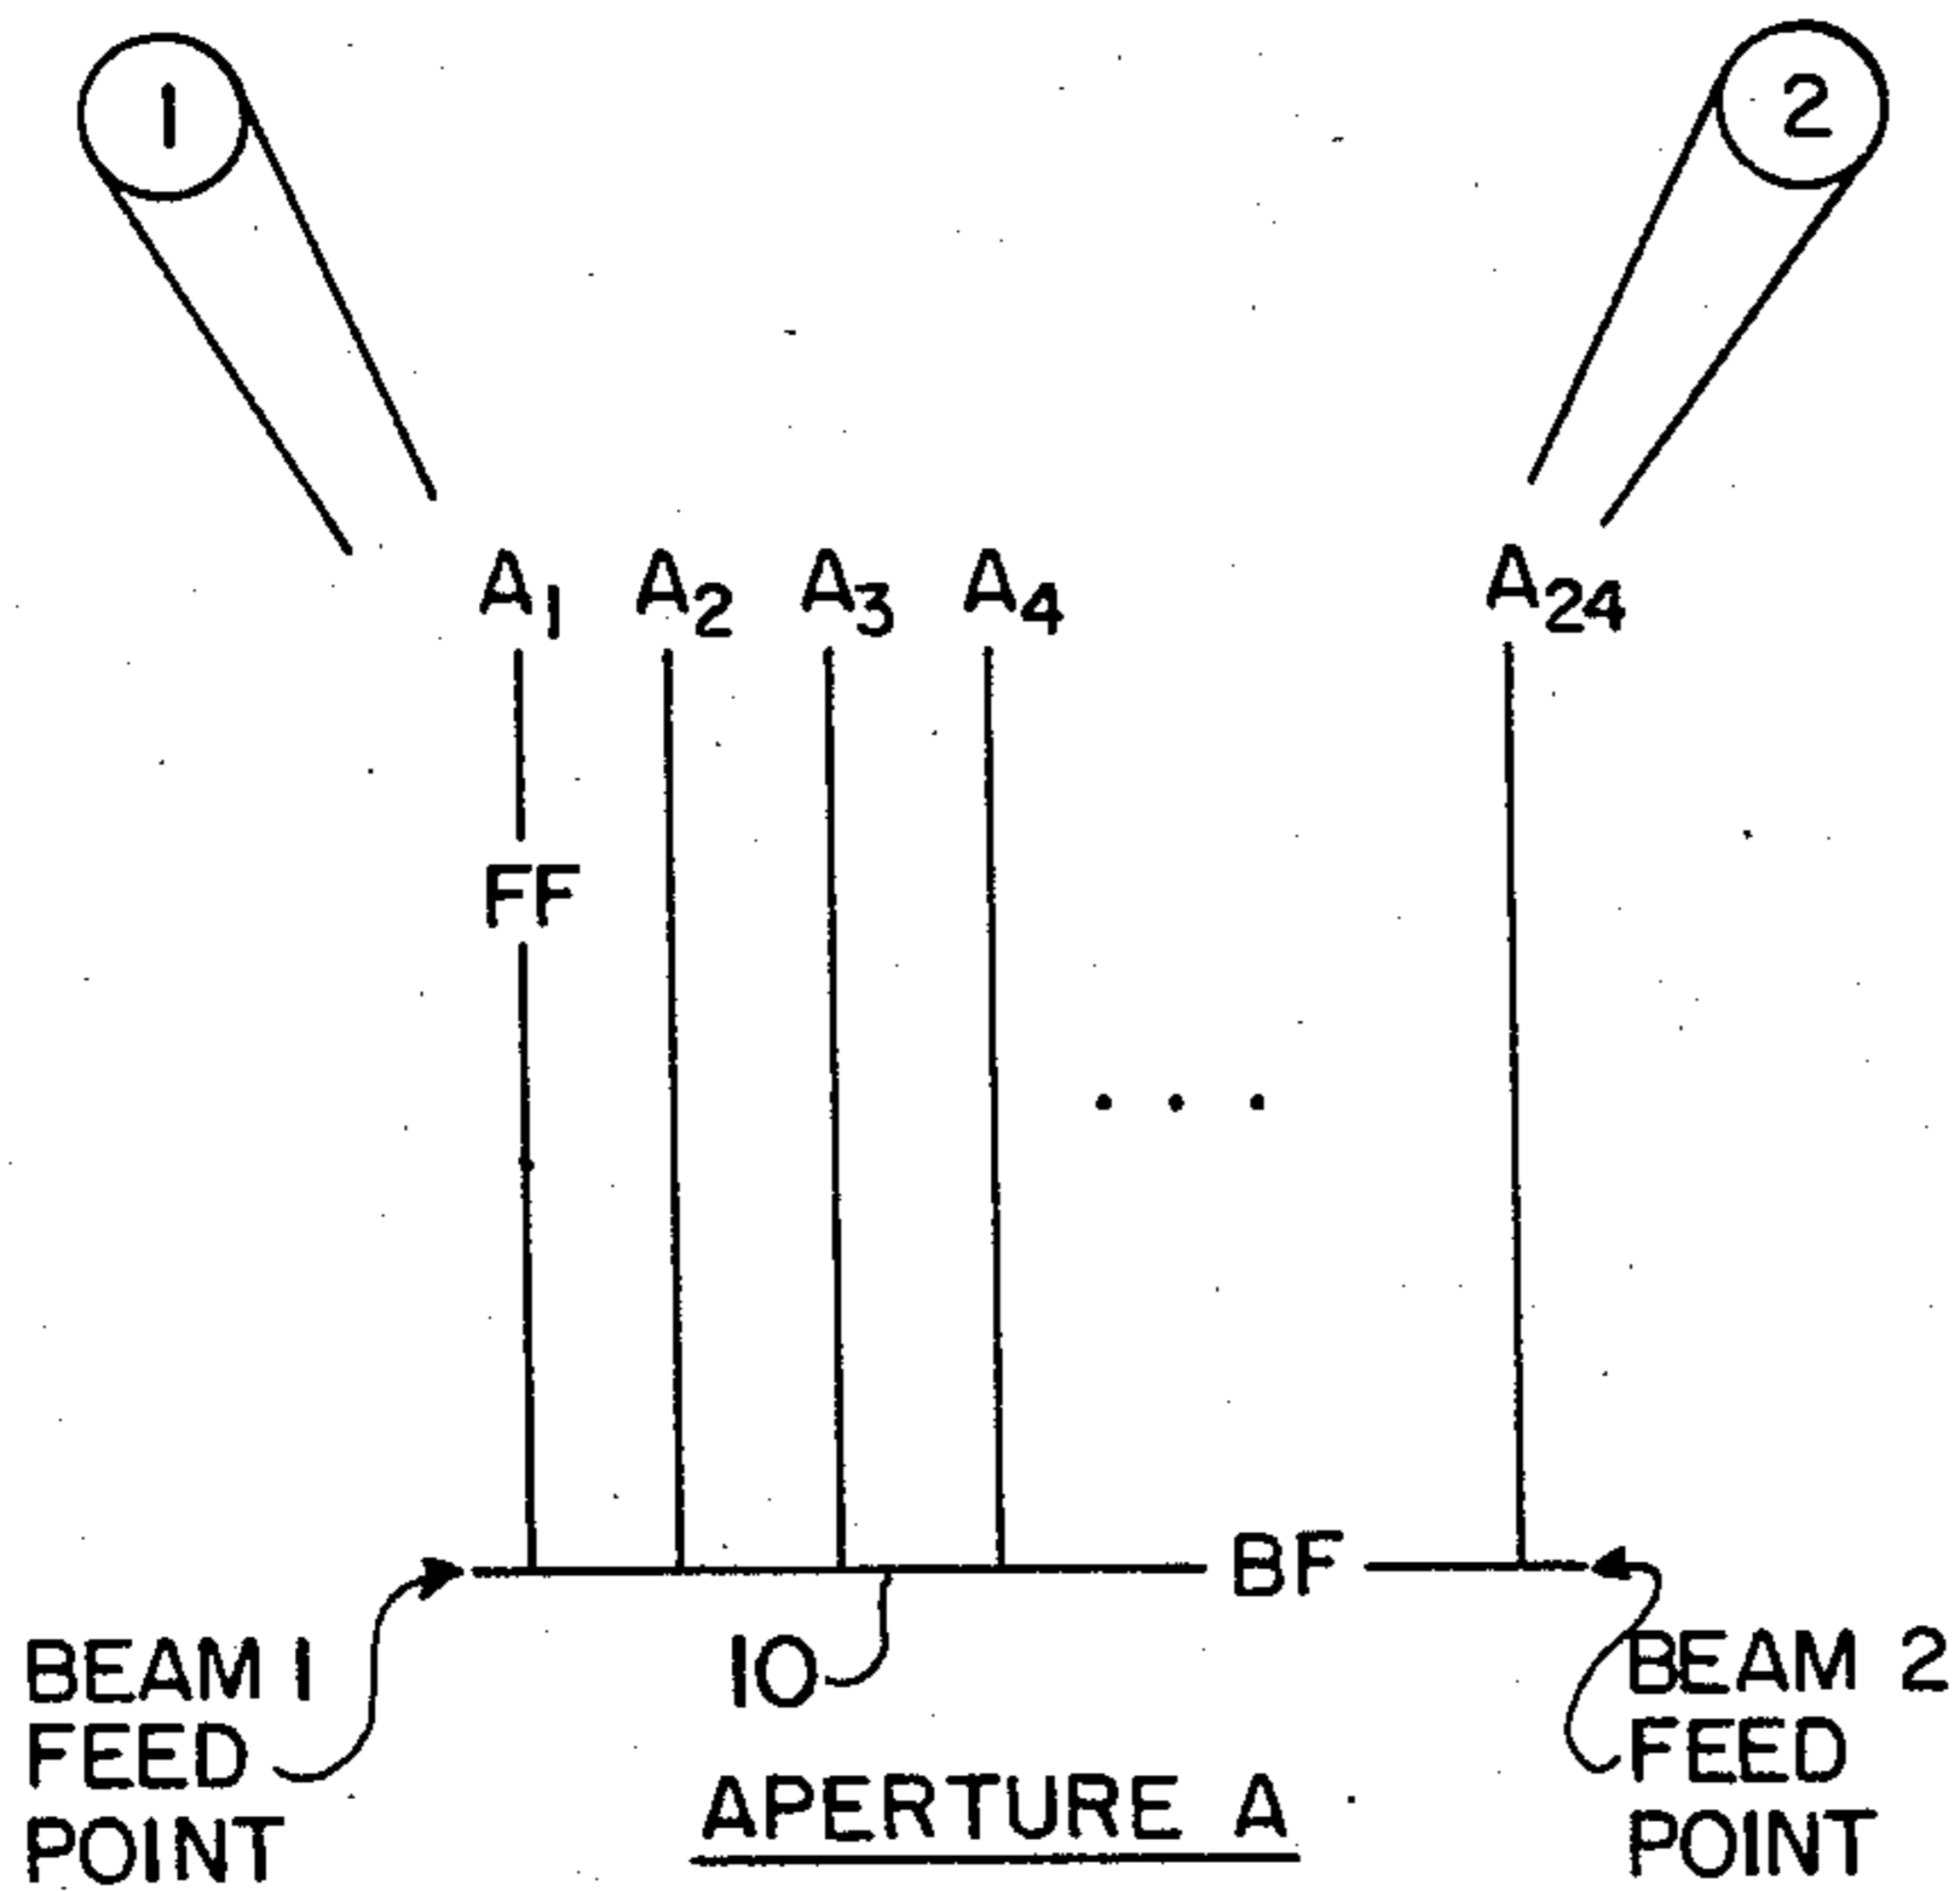 1
2
A1 A2 A3 A4 A24
FF
. . .
BF
10
BEAM 1
FEED
POINT
BEAM 2
FEED
POINT
APERTURE A